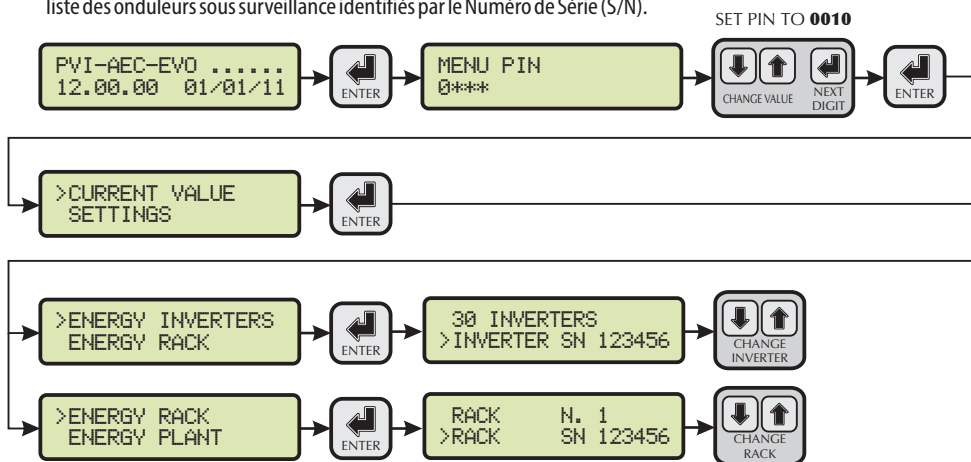 liste des onduleurs sous surveillance identifiés par le Numéro de Série (S/N).
SET PIN TO 0010
PVI-AEC-EVO ......
12.00.00 01/01/11
ENTER
MENU PIN
0***
CHANGE VALUE
NEXT
DIGIT
ENTER
>CURRENT VALUE
SETTINGS
ENTER
>ENERGY INVERTERS
ENERGY RACK
ENTER
30 INVERTERS
>INVERTER SN 123456
CHANGE
INVERTER
>ENERGY RACK
ENERGY PLANT
ENTER
RACK N. 1
>RACK SN 123456
CHANGE
RACK